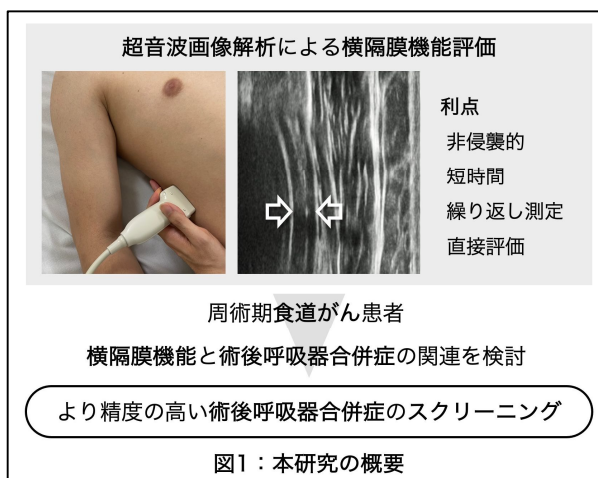 超音波画像解析による横隔膜機能評価
利点
非侵襲的
短時間
繰り返し測定
直接評価
周術期食道がん患者
横隔膜機能と術後呼吸器合併症の関連を検討
より精度の高い術後呼吸器合併症のスクリーニング
図1：本研究の概要